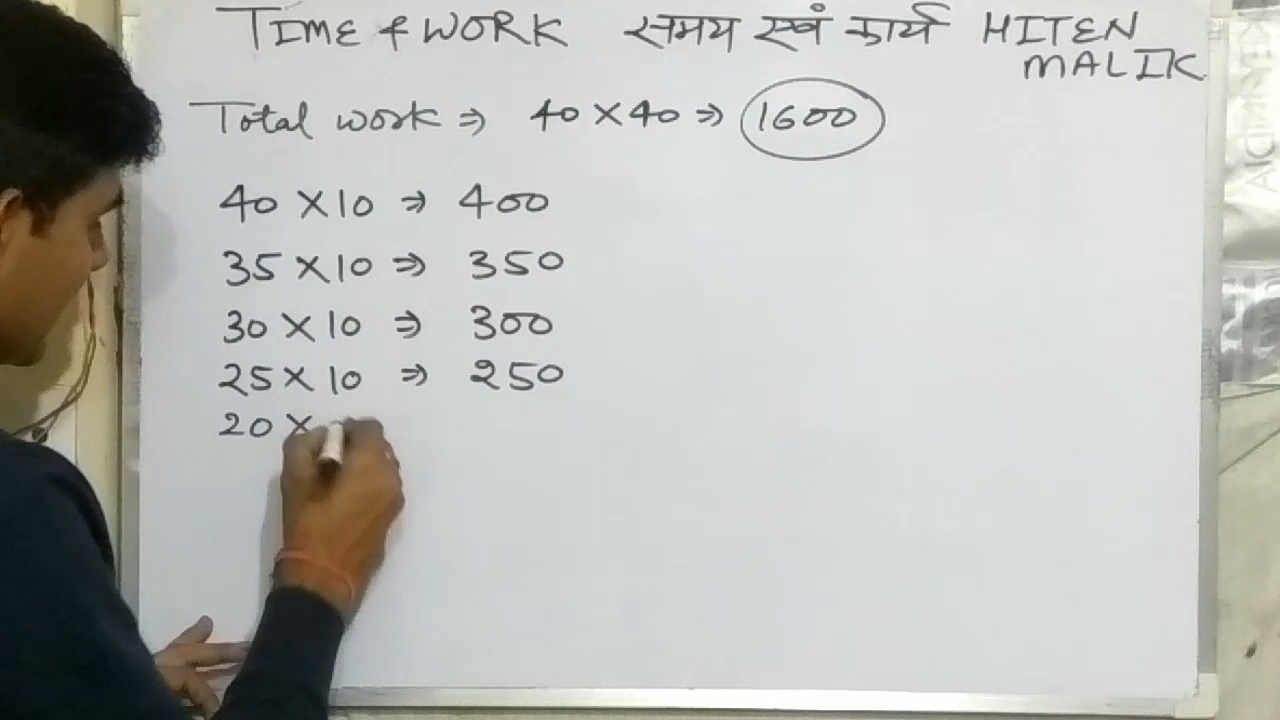 TIME & WORK समय एवं कार्य HITEN
MALIK
Total work ⇒ 40 × 40 ⇒ 1600
40 × 10 ⇒ 400
35 × 10 ⇒ 350
30 × 10 ⇒ 300
25 × 10 ⇒ 250
20 ×